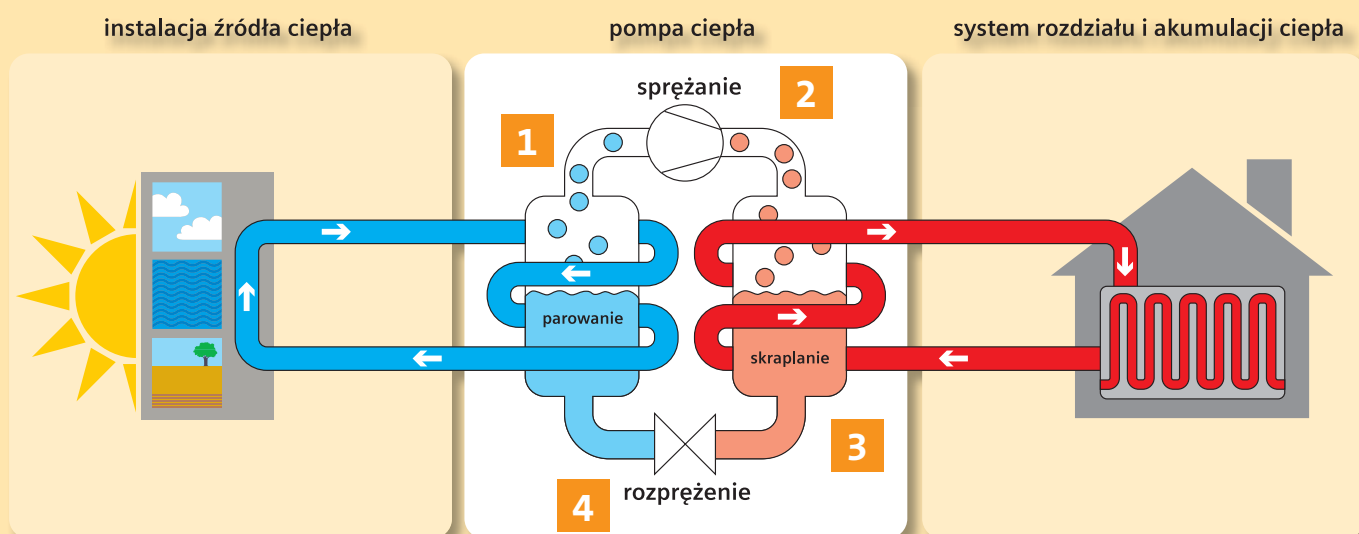 instalacja źródła ciepła
pompa ciepła
system rozdziału i akumulacji ciepła
sprężanie
1
2
parowanie
skraplanie
3
4
rozprężenie